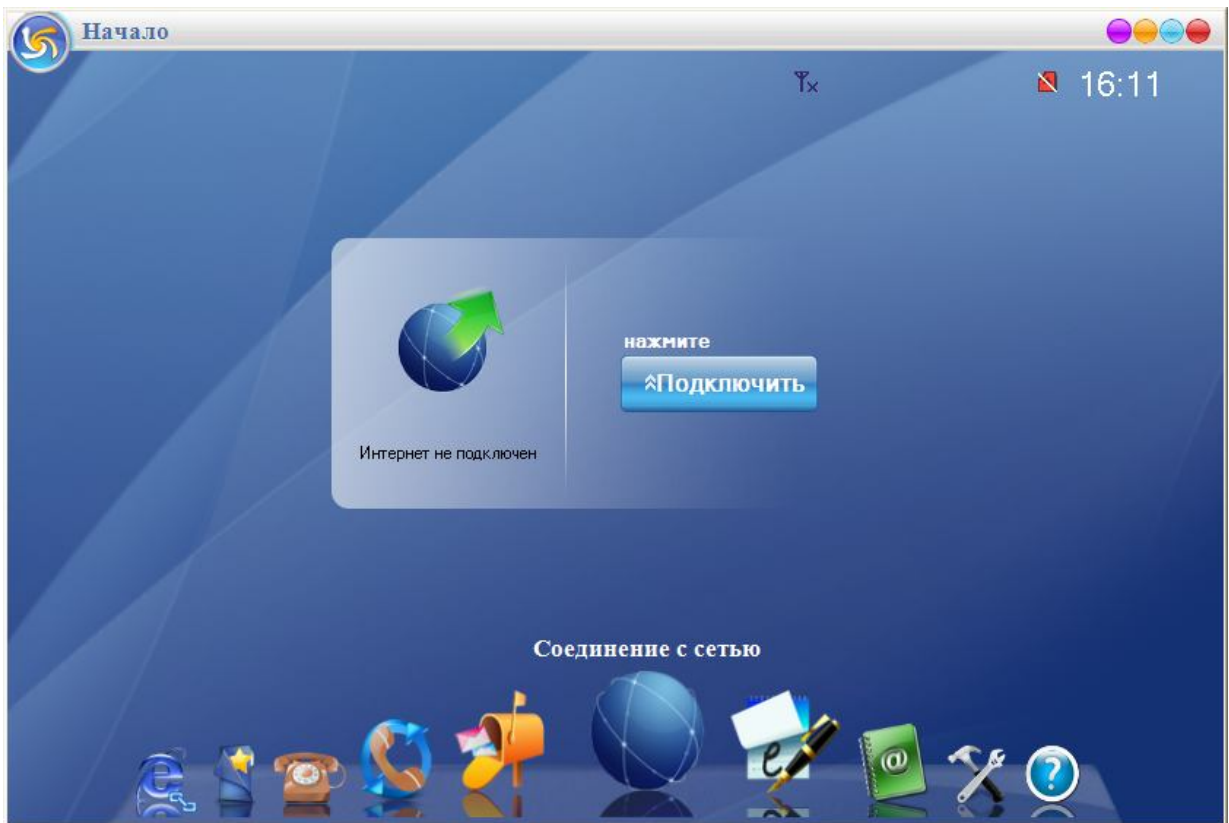 Начало
16:11
нажмите
Подключить
Интернет не подключен
Соединение с сетью